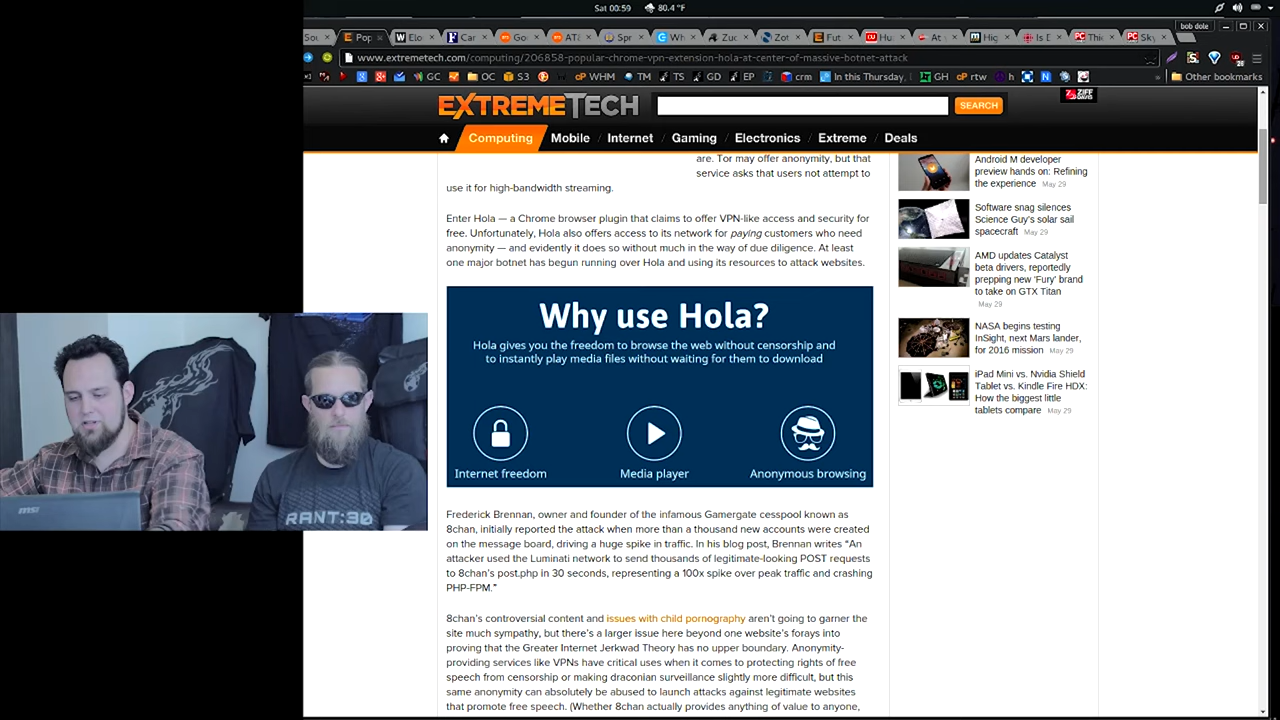 Sat 00:59
80.4 °F
bob dole
Sou
Pop
Elo
Car
Goo
AT&
Spr
Wh
Zuc
Zot
Fut
Hu
At v
Hig
Is E
Thie
Sky
www.extremetech.com/computing/206858-popular-chrome-vpn-extension-hola-at-center-of-massive-botnet-attack
GC
OC
S3
WHM
TM
TS
GD
EP
crm
In this Thursday,
GH
rtw
h
Other bookmarks
EXTREMETECH
SEARCH
ZIFF DAVIS
Computing
Mobile
Internet
Gaming
Electronics
Extreme
Deals
are. Tor may offer anonymity, but that
service asks that users not attempt to
use it for high-bandwidth streaming.
Enter Hola — a Chrome browser plugin that claims to offer VPN-like access and security for
free. Unfortunately, Hola also offers access to its network for paying customers who need
anonymity — and evidently it does so without much in the way of due diligence. At least
one major botnet has begun running over Hola and using its resources to attack websites.
Why use Hola?
Hola gives you the freedom to browse the web without censorship and
to instantly play media files without waiting for them to download
Internet freedom
Media player
Anonymous browsing
Frederick Brennan, owner and founder of the infamous Gamergate cesspool known as
8chan, initially reported the attack when more than a thousand new accounts were created
on the message board, driving a huge spike in traffic. In his blog post, Brennan writes “An
attacker used the Luminati network to send thousands of legitimate-looking POST requests
to 8chan’s post.php in 30 seconds, representing a 100x spike over peak traffic and crashing
PHP-FPM.”
8chan’s controversial content and issues with child pornography aren’t going to garner the
site much sympathy, but there’s a larger issue here beyond one website’s forays into
proving that the Greater Internet Jerkwad Theory has no upper boundary. Anonymity-
providing services like VPNs have critical uses when it comes to protecting rights of free
speech from censorship or making draconian surveillance slightly more difficult, but this
same anonymity can absolutely be abused to launch attacks against legitimate websites
that promote free speech. (Whether 8chan actually provides anything of value to anyone,
Android M developer
preview hands on: Refining
the experience May 29
Software snag silences
Science Guy's solar sail
spacecraft May 29
AMD updates Catalyst
beta drivers, reportedly
prepping new 'Fury' brand
to take on GTX Titan
May 29
NASA begins testing
InSight, next Mars lander,
for 2016 mission May 29
iPad Mini vs. Nvidia Shield
Tablet vs. Kindle Fire HDX:
How the biggest little
tablets compare May 29
msi
RANT:30